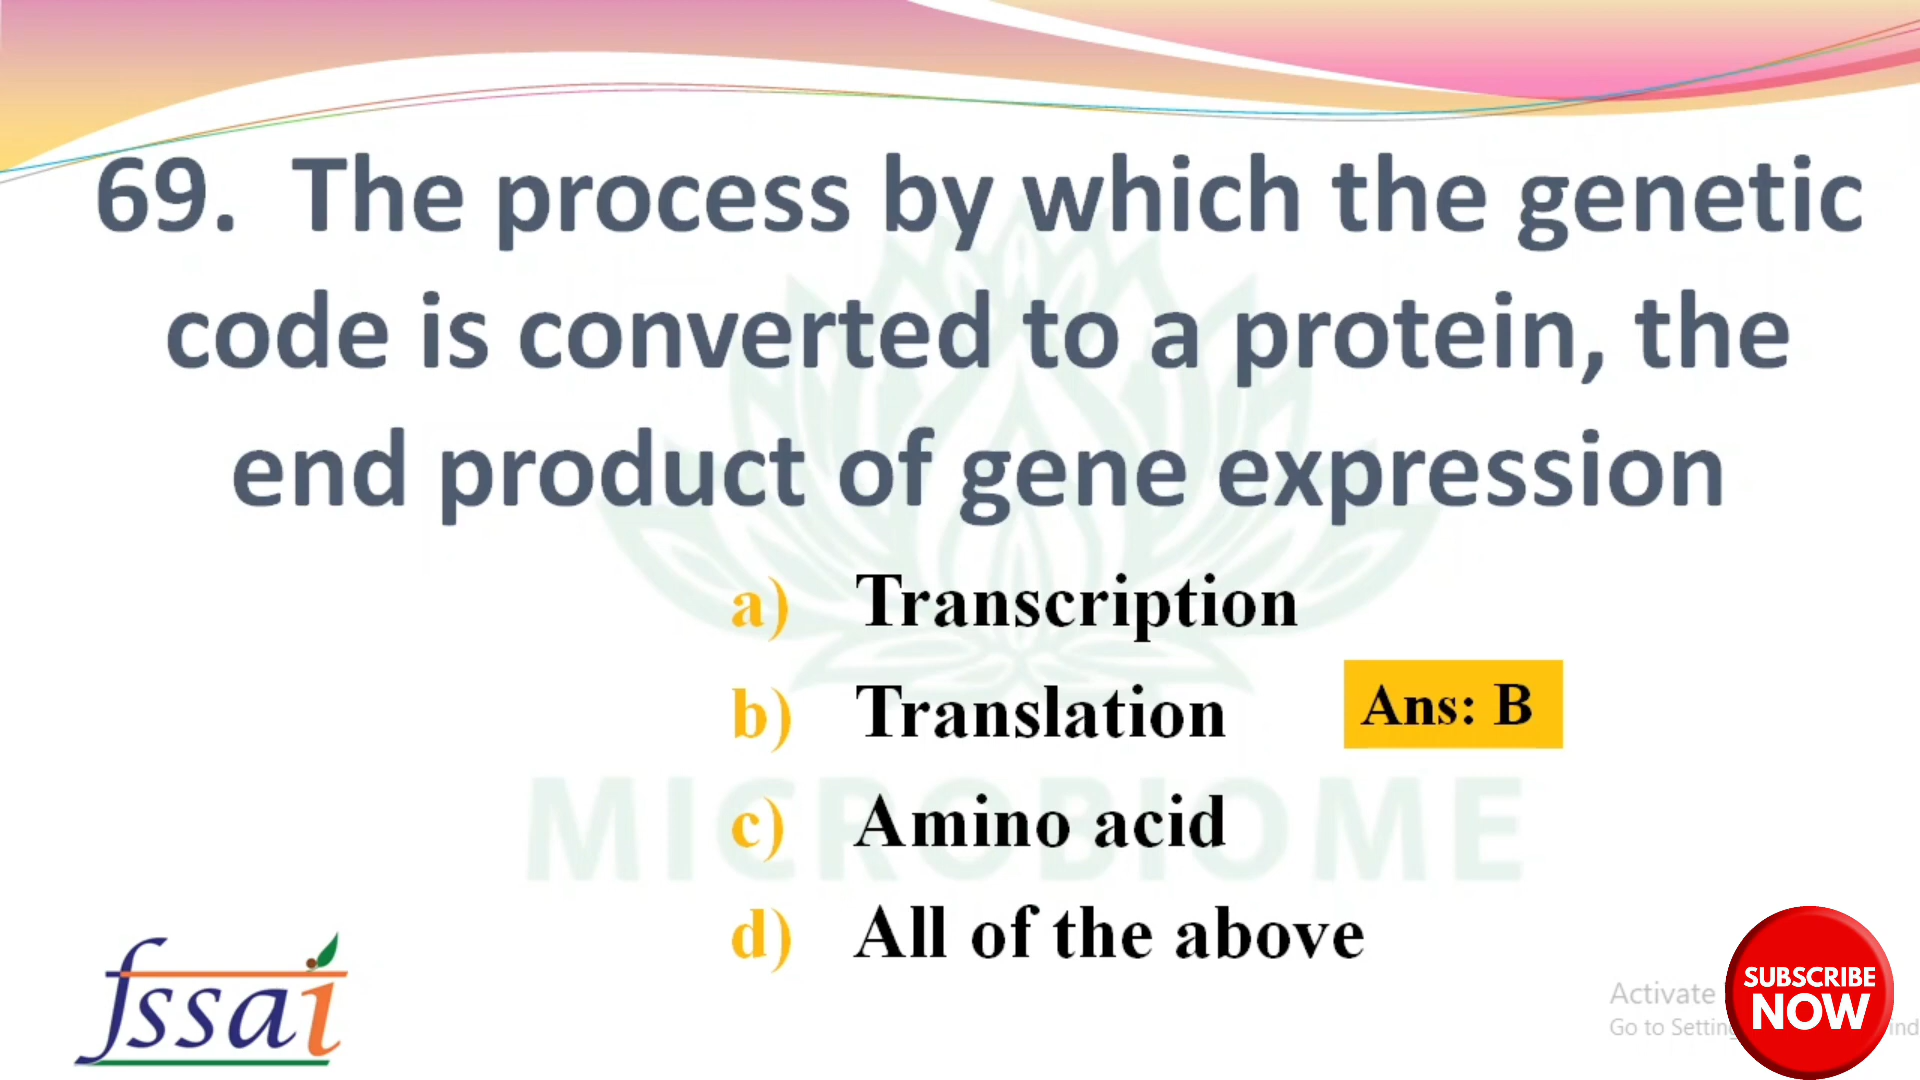 69. The process by which the genetic
code is converted to a protein, the
end product of gene expression
a) Transcription
b) Translation
Ans: B
c) Amino acid
MICROBIOME
d) All of the above
fssai
Activate
Go to Setting
SUBSCRIBE
NOW